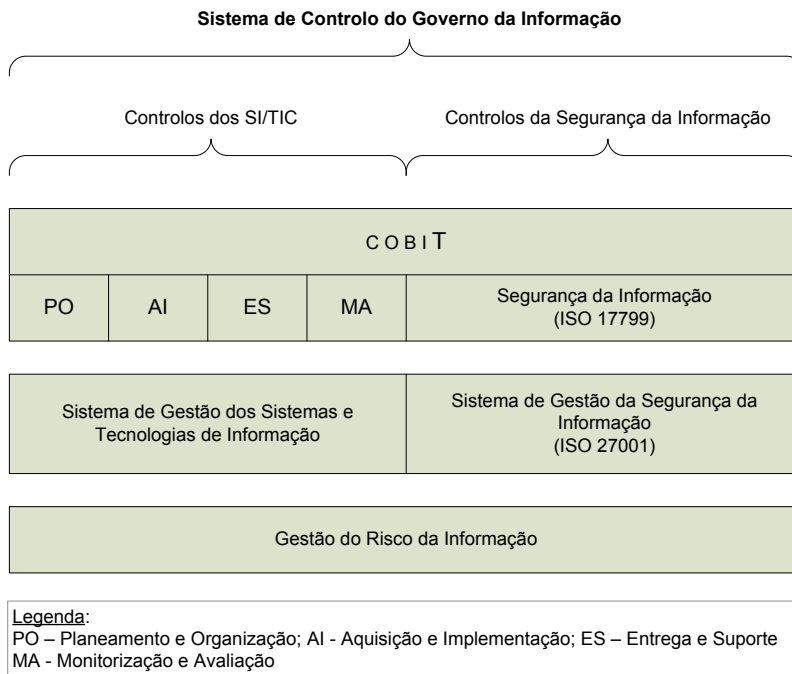 Sistema de Controlo do Governo da Informação
Controlos dos SI/TIC
Controlos da Segurança da Informação
C O B I T
PO
AI
ES
MA
Segurança da Informação
(ISO 17799)
Sistema de Gestão dos Sistemas e
Tecnologias de Informação
Sistema de Gestão da Segurança da
Informação
(ISO 27001)
Gestão do Risco da Informação
Legenda:
PO – Planeamento e Organização; AI - Aquisição e Implementação; ES – Entrega e Suporte
MA - Monitorização e Avaliação